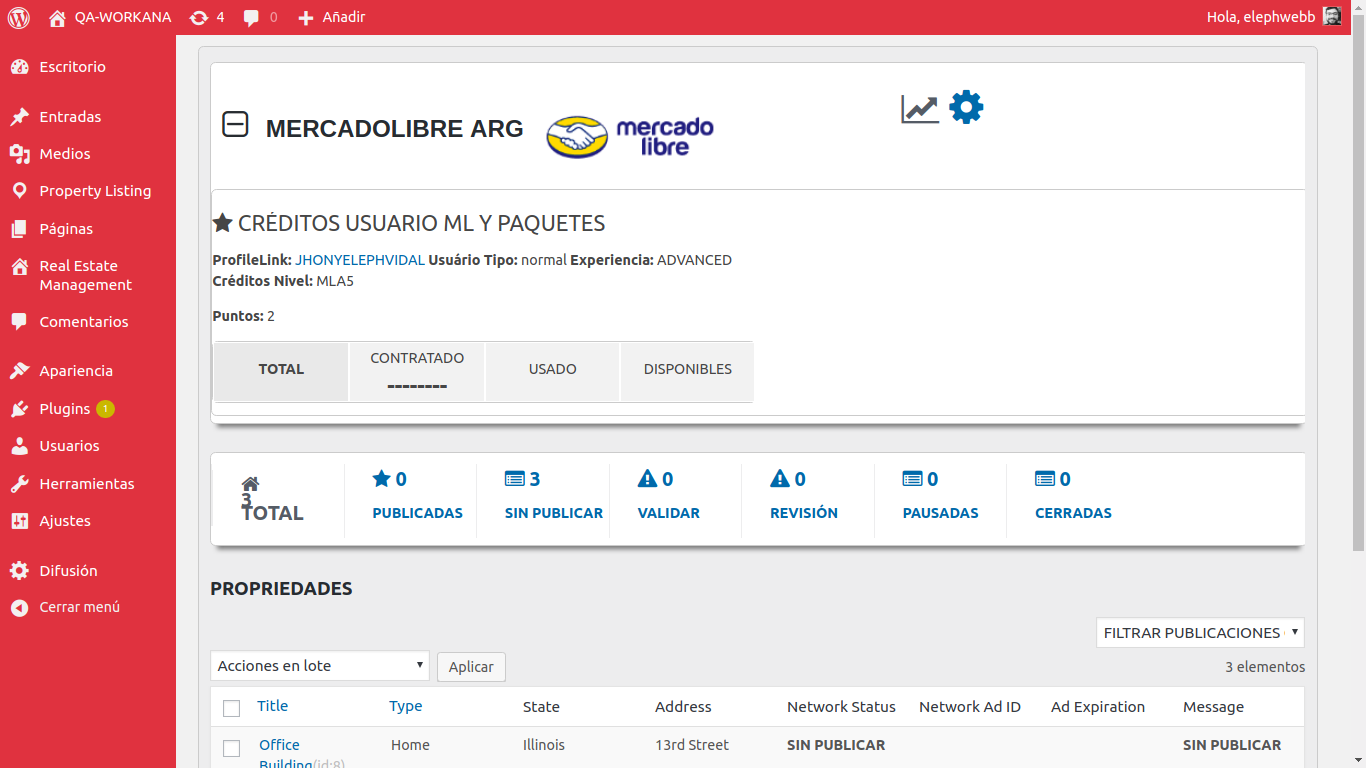 QA-WORKANA 4 0 Añadir Hola, elephwebb
Escritorio
Entradas
Medios
Property Listing
Páginas
Real Estate
Management
Comentarios
Apariencia
Plugins 1
Usuarios
Herramientas
Ajustes
Difusión
Cerrar menú
MERCADOLIBRE ARG
mercado
libre
CRÉDITOS USUARIO ML Y PAQUETES
ProfileLink: JHONYELEPHVIDAL Usuário Tipo: normal Experiencia: ADVANCED
Créditos Nivel: MLA5
Puntos: 2
TOTAL CONTRATADO USADO DISPONIBLES
--------
3
TOTAL
0
PUBLICADAS
3
SIN PUBLICAR
0
VALIDAR
0
REVISIÓN
0
PAUSADAS
0
CERRADAS
PROPRIEDADES
FILTRAR PUBLICACIONES
Acciones en lote Aplicar 3 elementos
Title Type State Address Network Status Network Ad ID Ad Expiration Message
Office Home Illinois 13rd Street SIN PUBLICAR SIN PUBLICAR
Building(id:8)